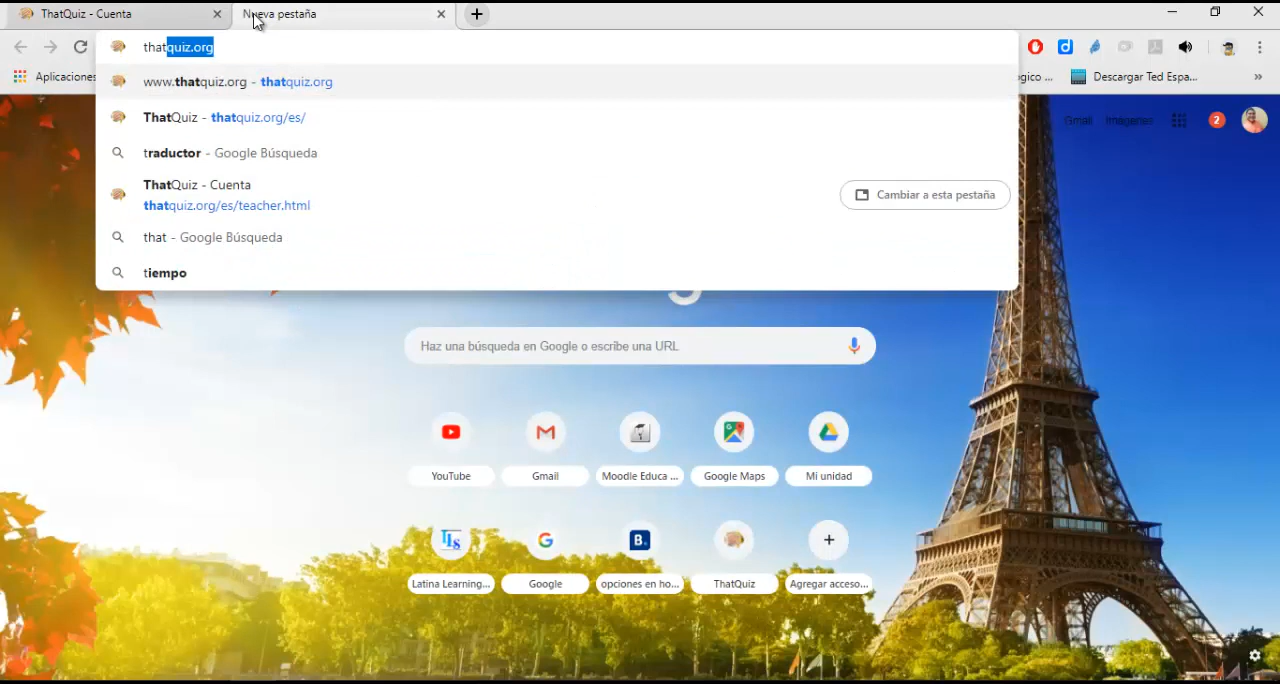 ThatQuiz - Cuenta
Nueva pestaña
thatquiz.org
Aplicaciones
ógico ...
Descargar Ted Espa...
»
www.thatquiz.org - thatquiz.org
ThatQuiz - thatquiz.org/es/
traductor - Google Búsqueda
ThatQuiz - Cuenta
thatquiz.org/es/teacher.html
Cambiar a esta pestaña
that - Google Búsqueda
tiempo
Gmail Imágenes 2
Haz una búsqueda en Google o escribe una URL
YouTube Gmail Moodle Educa ... Google Maps Mi unidad
Latina Learning... Google opciones en ho... ThatQuiz Agregar acceso...